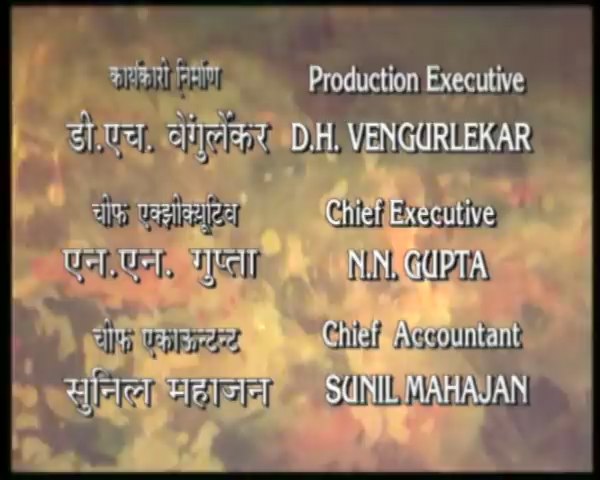 कार्यकारी निर्माण Production Executive
डी.एच. वेंगुर्लेकर D.H. VENGURLEKAR
चीफ एक्झीक्यूटिव Chief Executive
एन.एन. गुप्ता N.N. GUPTA
चीफ एकाऊन्टन्ट Chief Accountant
सुनिल महाजन SUNIL MAHAJAN